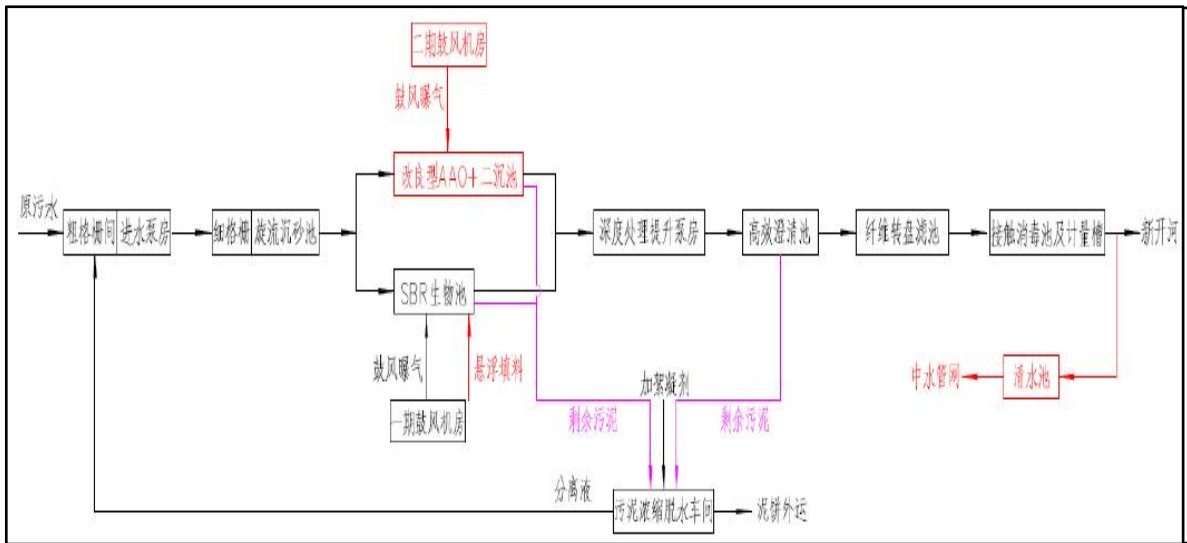 二期鼓风机房
鼓风曝气
改良型AAO+二沉池
原污水
粗格栅间 进水泵房
细格栅 旋流沉砂池
深度处理提升泵房
高效澄清池
纤维转盘滤池
接触消毒池及计量槽
新开河
SBR生物池
鼓风曝气
悬浮填料
一期鼓风机房
加絮凝剂
剩余污泥
剩余污泥
中水管网
清水池
分离液
污泥浓缩脱水车间
泥饼外运